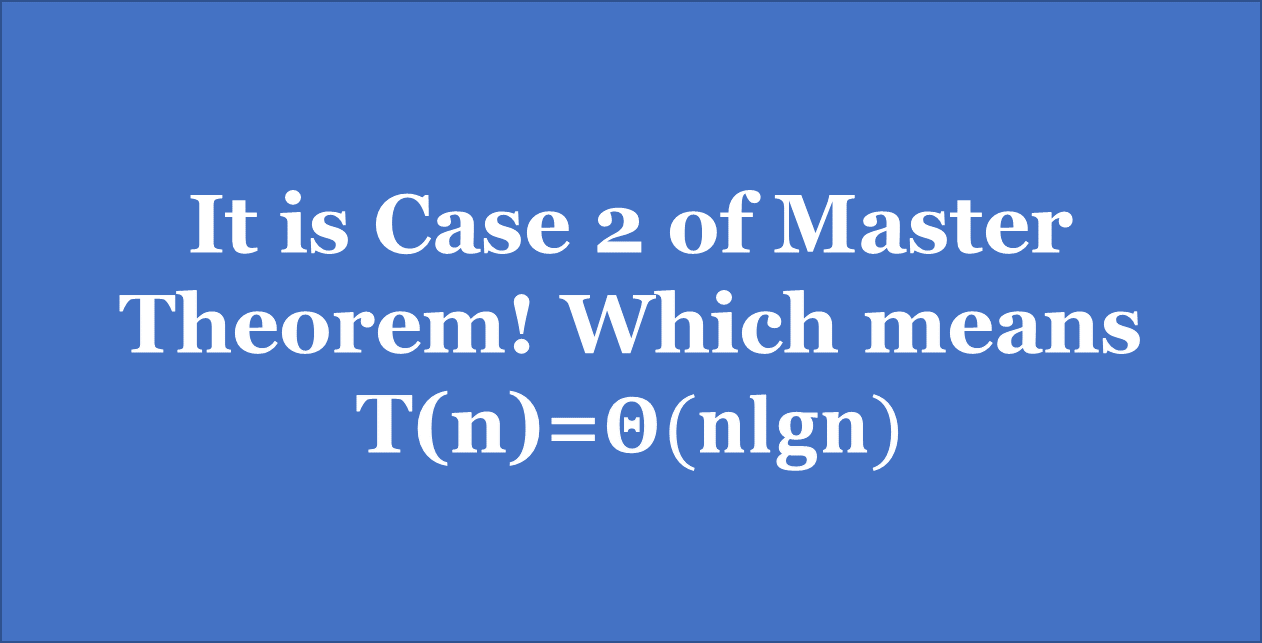 It is Case 2 of Master
Theorem! Which means
T(n)=Θ(nlgn)